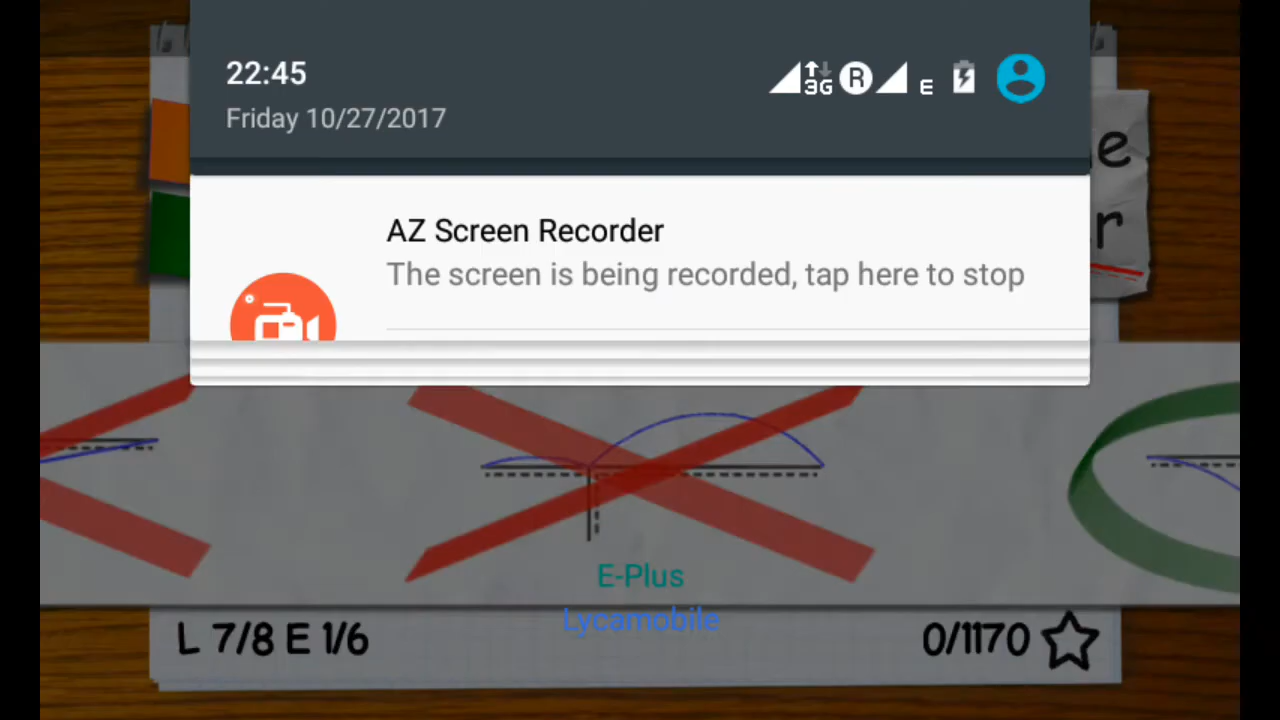 22:45
3G R E
Friday 10/27/2017
e
r
AZ Screen Recorder
The screen is being recorded, tap here to stop
E-Plus
Lycamobile
L 7/8 E 1/6
0/1170